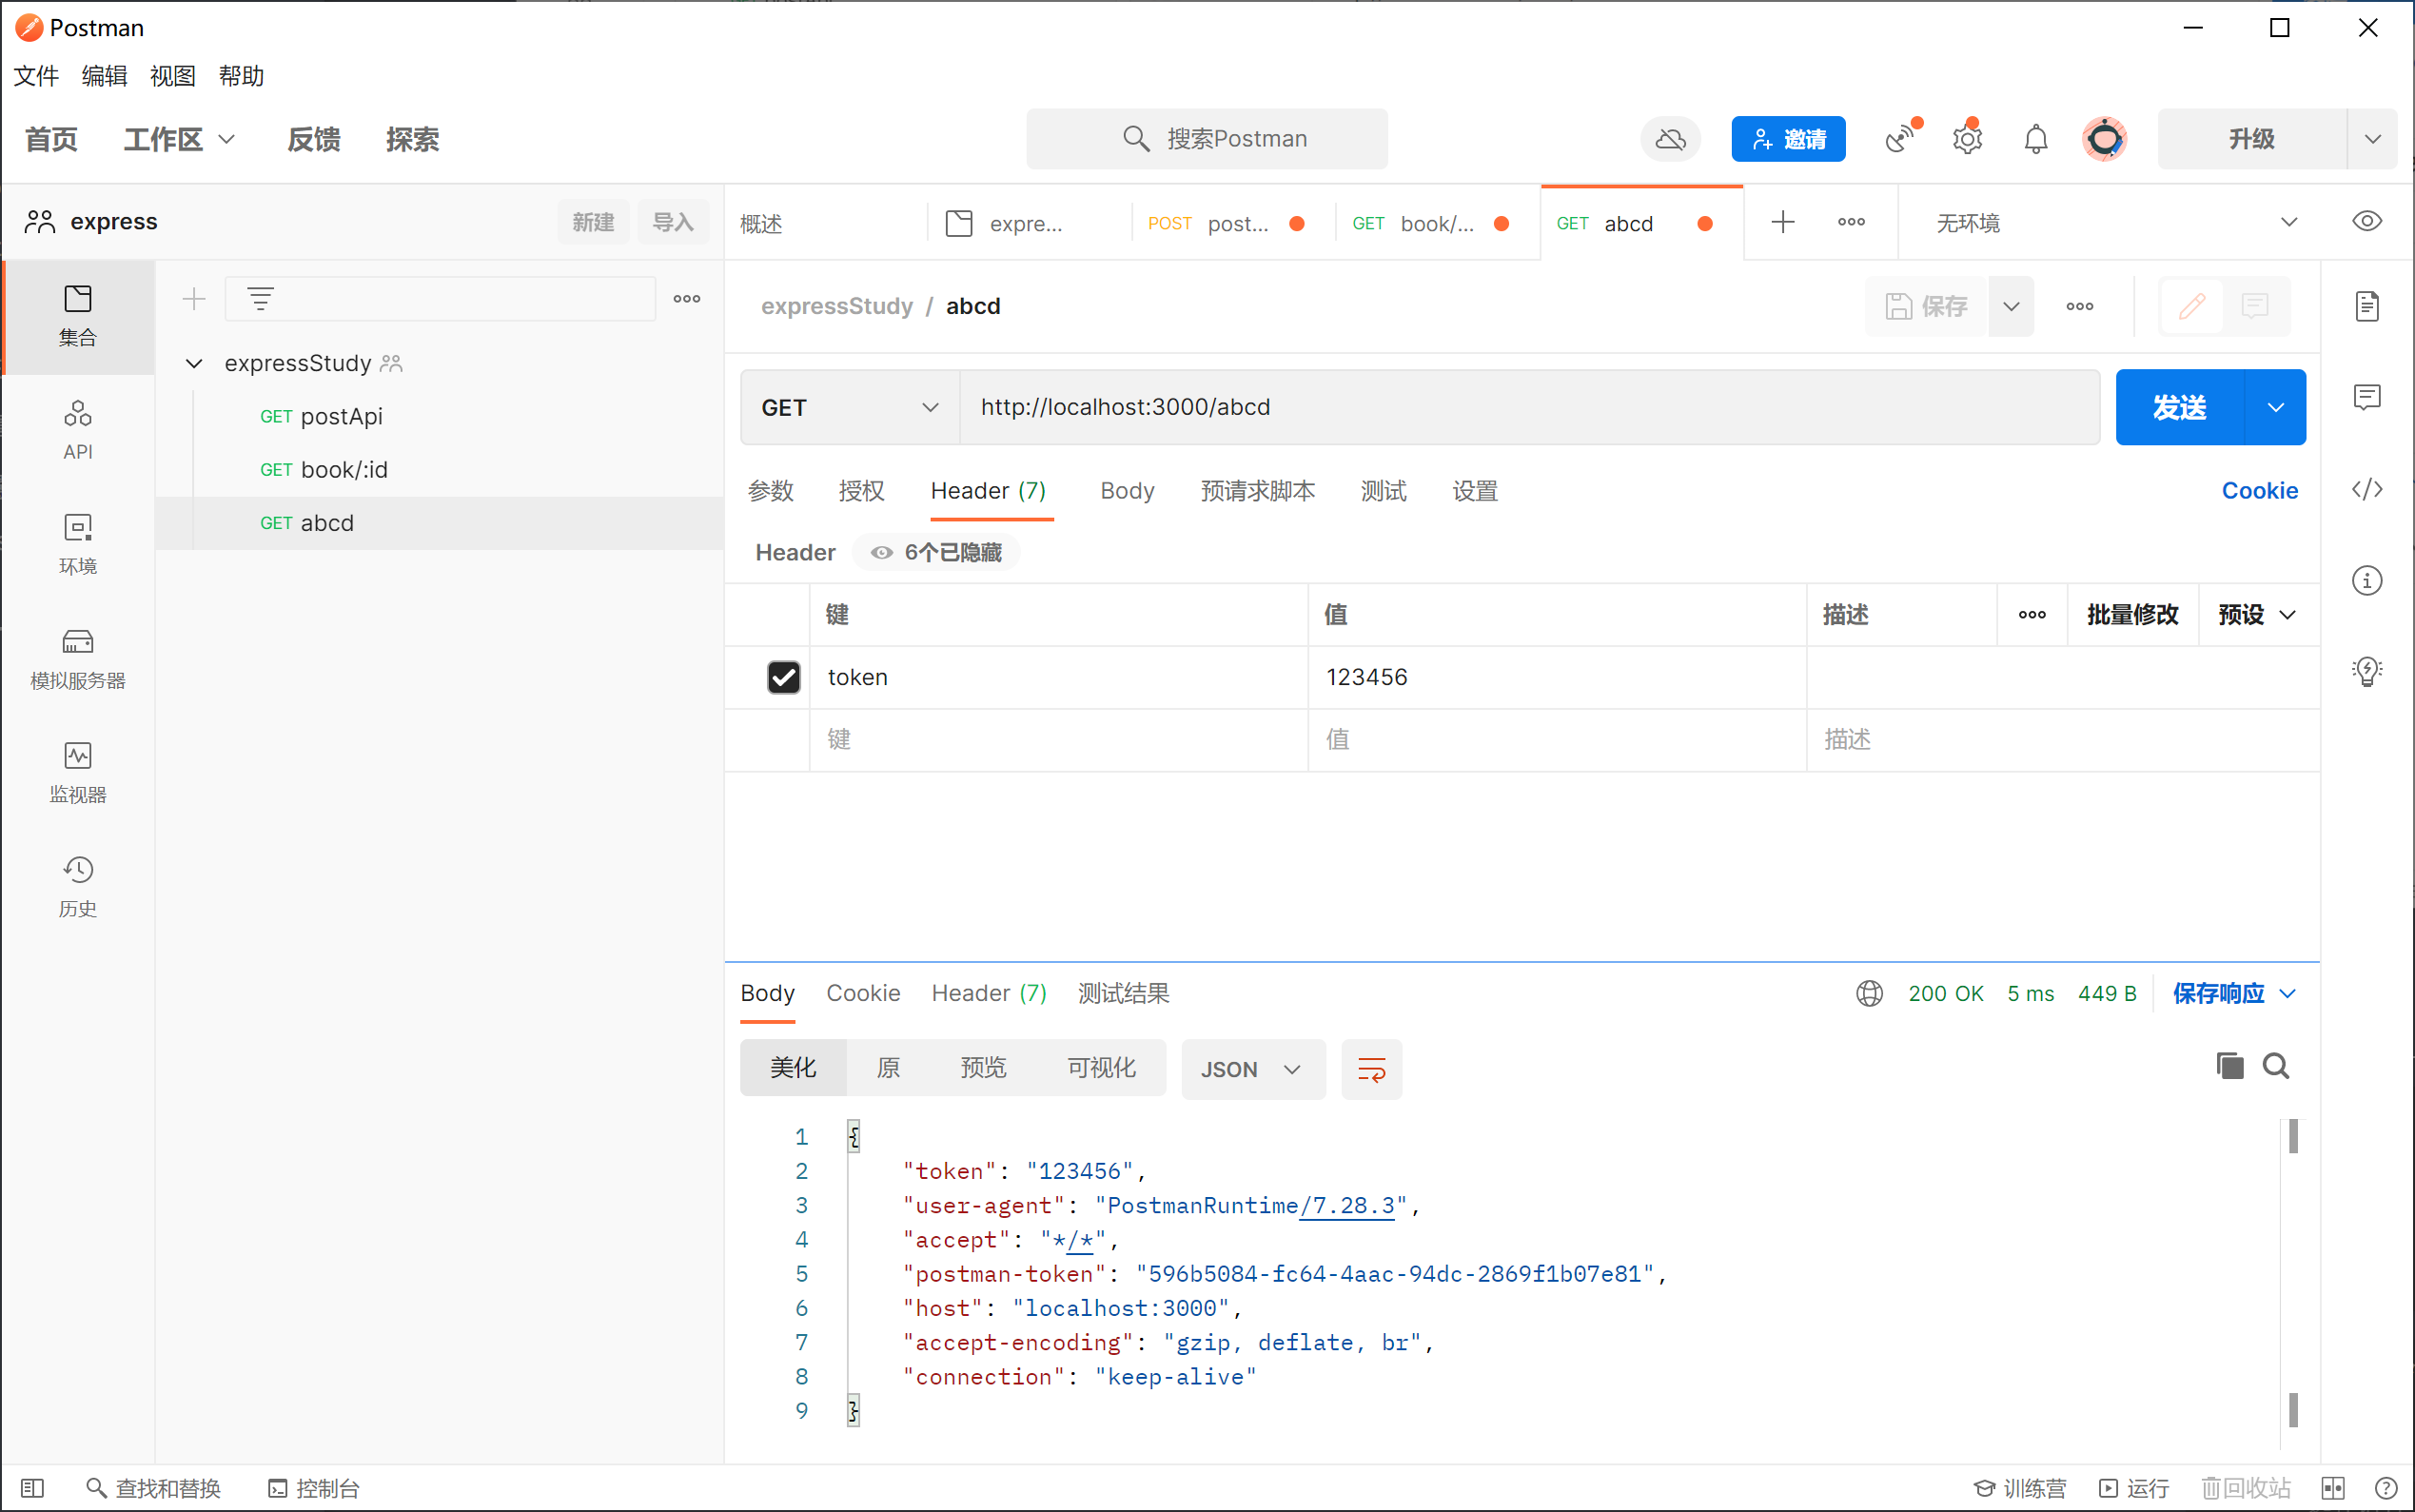 Postman
文件 编辑 视图 帮助
首页 工作区 反馈 探索 搜索Postman 邀请 升级
express 新建 导入 概述 expre... POST post... GET book/... GET abcd 无环境
集合
API
环境
模拟服务器
监视器
历史
expressStudy
GET postApi
GET book/:id
GET abcd
expressStudy / abcd 保存
GET http://localhost:3000/abcd 发送
参数 授权 Header (7) Body 预请求脚本 测试 设置 Cookie
Header 6个已隐藏
键 值 描述 批量修改 预设
token 123456
键 值 描述
Body Cookie Header (7) 测试结果 200 OK 5 ms 449 B 保存响应
美化 原 预览 可视化 JSON
1 {
2 "token": "123456",
3 "user-agent": "PostmanRuntime/7.28.3",
4 "accept": "*/*",
5 "postman-token": "596b5084-fc64-4aac-94dc-2869f1b07e81",
6 "host": "localhost:3000",
7 "accept-encoding": "gzip, deflate, br",
8 "connection": "keep-alive"
9 }
查找和替换 控制台 训练营 运行 回收站